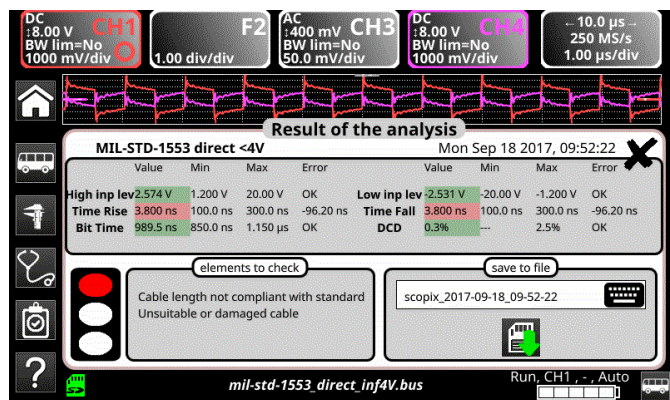 DC
↕8.00 V CH1
BW lim=No
1000 mV/div
F2
1.00 div/div
AC
↕400 mV CH3
BW lim=No
50.0 mV/div
DC
↕8.00 V CH4
BW lim=No
1000 mV/div
←10.0 µs→
250 MS/s
1.00 µs/div
Result of the analysis
MIL-STD-1553 direct <4V Mon Sep 18 2017, 09:52:22
Value Min Max Error Value Min Max Error
High inp lev 2.574 V 1.200 V 20.00 V OK Low inp lev -2.531 V -20.00 V -1.200 V OK
Time Rise 3.800 ns 100.0 ns 300.0 ns -96.20 ns Time Fall 3.800 ns 100.0 ns 300.0 ns -96.20 ns
Bit Time 989.5 ns 850.0 ns 1.150 µs OK DCD 0.3% --- 2.5% OK
elements to check
Cable length not compliant with standard
Unsuitable or damaged cable
save to file
scopix_2017-09-18_09-52-22
?
mil-std-1553_direct_inf4V.bus
Run, CH1 , - , Auto